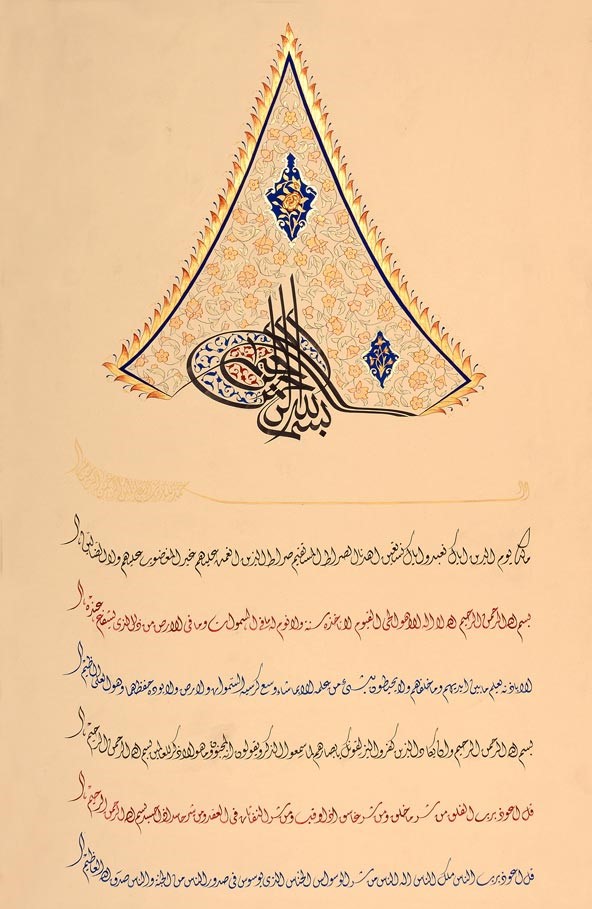 بسم الله الرحمن الرحيم
مالك يوم الدين اياك نعبد واياك نستعين اهدنا الصراط المستقيم صراط الذين انعمت عليهم غير المغضوب عليهم ولا الضالين
بسم الله الرحمن الرحيم الله لا اله الا هو الحي القيوم لا تاخذه سنة ولا نوم له ما في السموات وما في الارض من ذا الذي يشفع عنده
الا باذنه يعلم ما بين ايديهم وما خلفهم ولا يحيطون بشئ من علمه الا بما شاء وسع كرسيه السموات والارض ولا يوده حفظهما وهو العلي العظيم
بسم الله الرحمن الرحيم وان يكاد الذين كفروا ليزلقونك بابصارهم لما سمعوا الذكر ويقولون انه لمجنون وما هو الا ذكر للعالمين بسم الله الرحمن الرحيم
قل اعوذ برب الفلق من شر ما خلق ومن شر غاسق اذا وقب ومن شر النفاثات في العقد ومن شر حاسد اذا حسد بسم الله الرحمن الرحيم
قل اعوذ برب الناس ملك الناس اله الناس من شر الوسواس الخناس الذي يوسوس في صدور الناس من الجنة والناس صدق الله العظيم